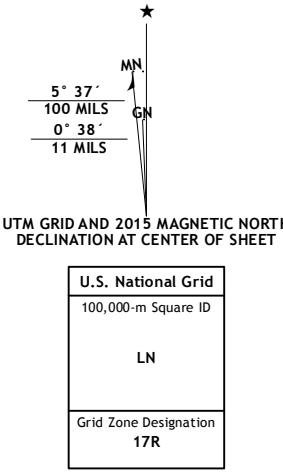 ★
MN.
5° 37´
100 MILS
GN
0° 38´
11 MILS
UTM GRID AND 2015 MAGNETIC NORTH
DECLINATION AT CENTER OF SHEET
U.S. National Grid
100,000-m Square ID
LN
Grid Zone Designation
17R